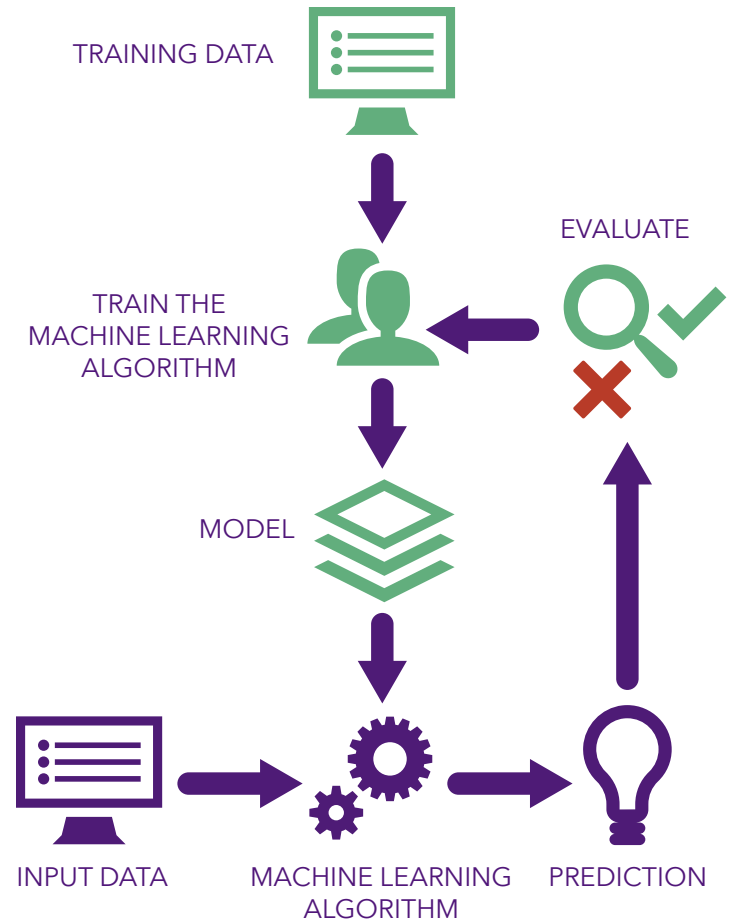 TRAINING DATA
EVALUATE
TRAIN THE
MACHINE LEARNING
ALGORITHM
MODEL
INPUT DATA
MACHINE LEARNING
ALGORITHM
PREDICTION